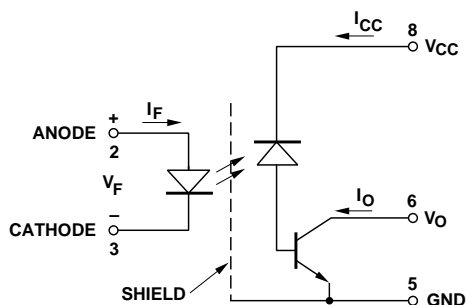 ICC
8
VCC
ANODE
+
2
IF
VF
CATHODE
–
3
SHIELD
IO
6
VO
5
GND